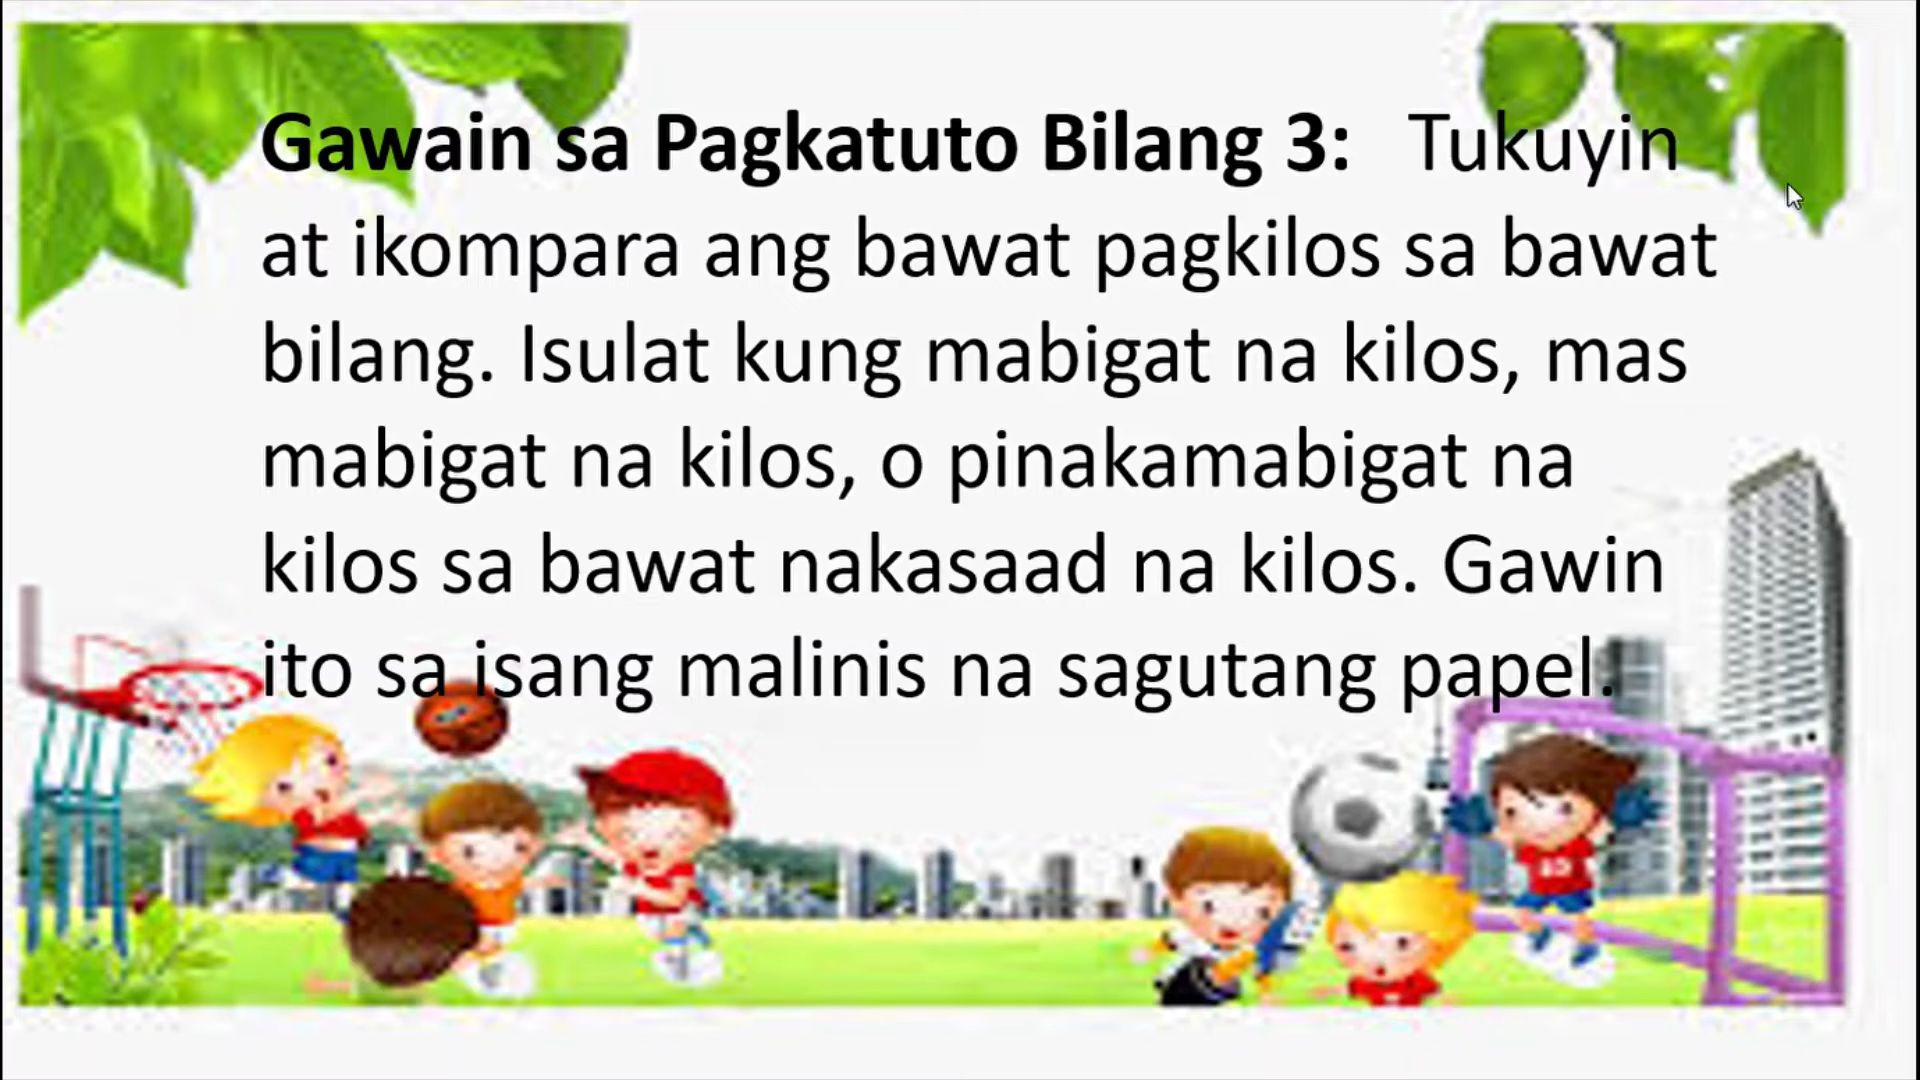 Gawain sa Pagkatuto Bilang 3: Tukuyin
at ikompara ang bawat pagkilos sa bawat
bilang. Isulat kung mabigat na kilos, mas
mabigat na kilos, o pinakamabigat na
kilos sa bawat nakasaad na kilos. Gawin
ito sa isang malinis na sagutang papel.